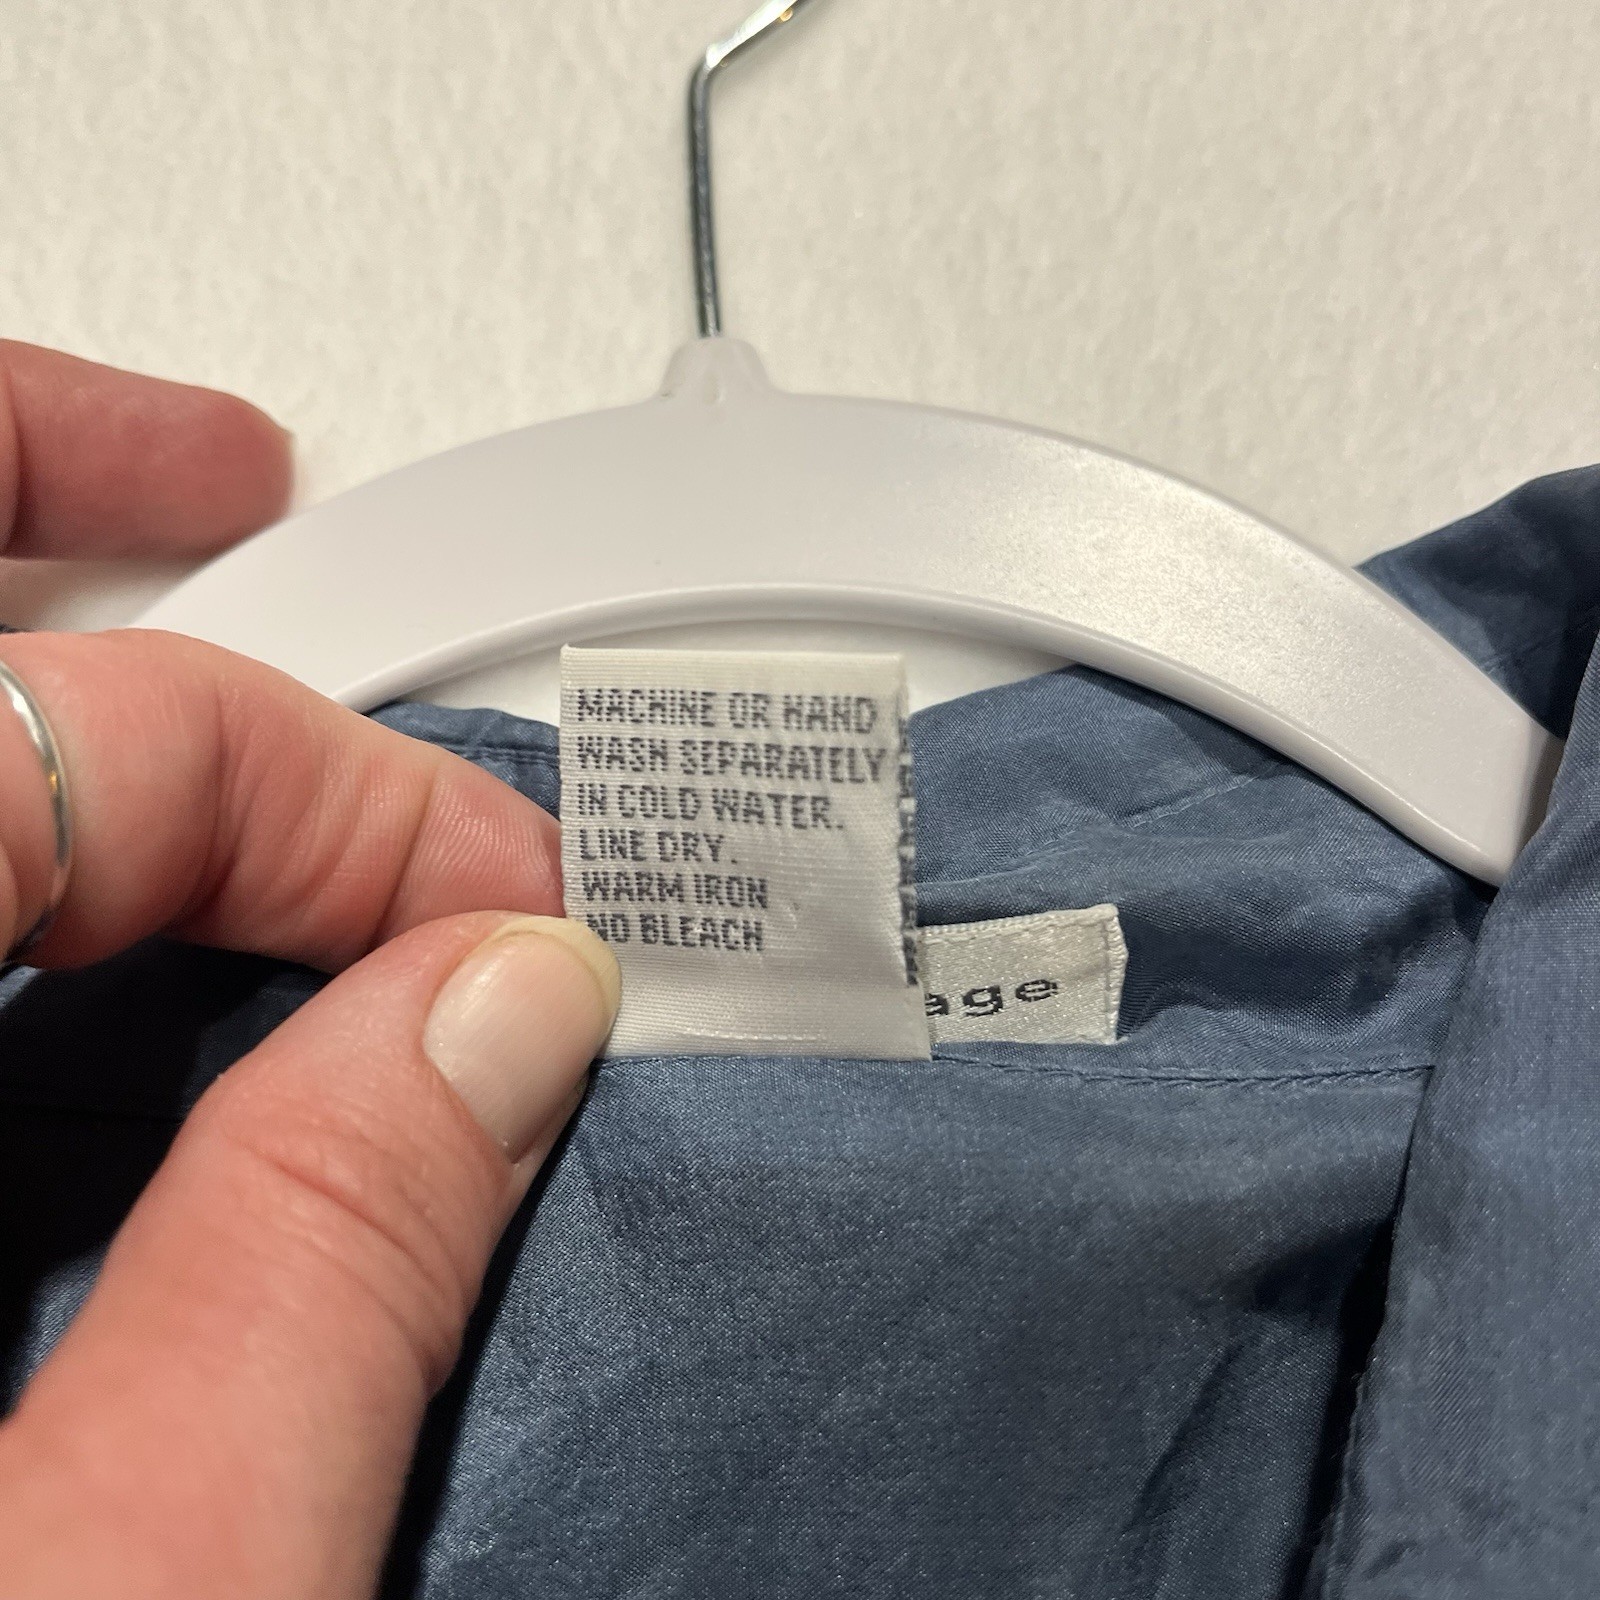 MACHINE OR HAND
WASH SEPARATELY
IN COLD WATER.
LINE DRY.
WARM IRON
NO BLEACH
age